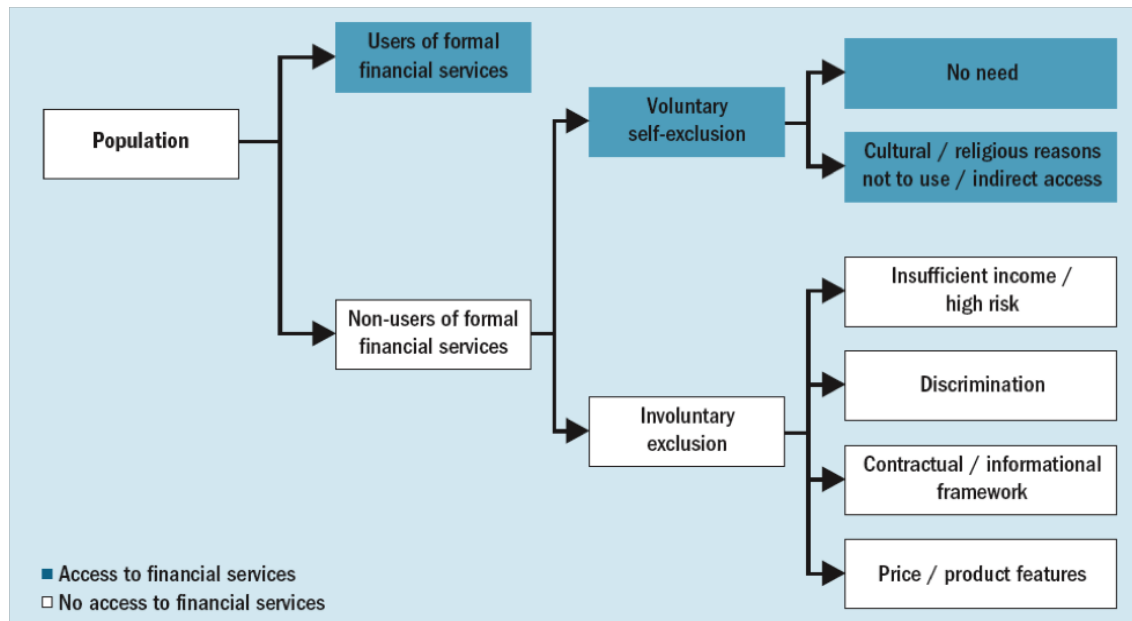 Population
Users of formal
financial services
Non-users of formal
financial services
Voluntary
self-exclusion
Involuntary
exclusion
No need
Cultural / religious reasons
not to use / indirect access
Insufficient income /
high risk
Discrimination
Contractual / informational
framework
Price / product features
Access to financial services
No access to financial services